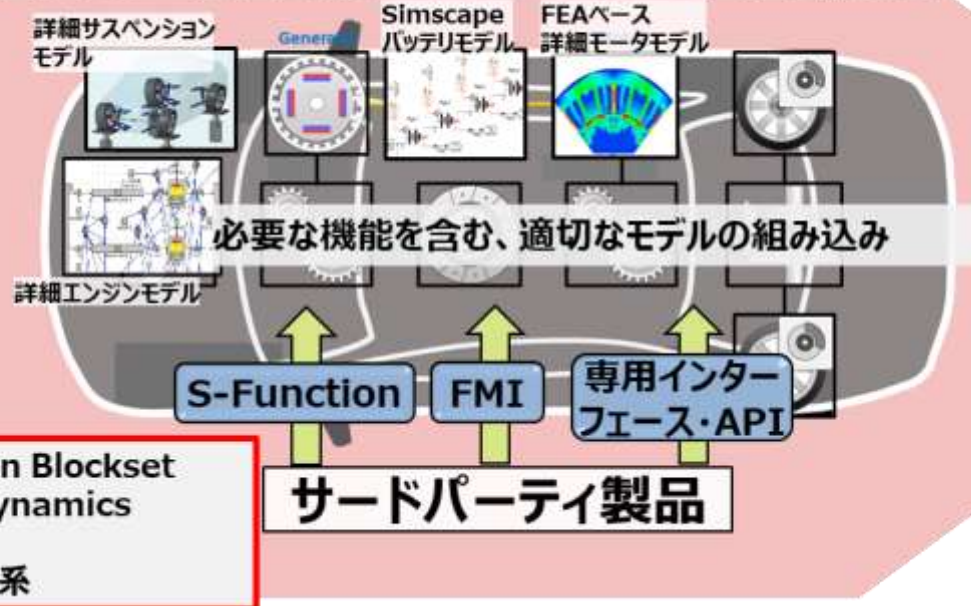 詳細サスペンション
モデル
Simscape
バッテリモデル
FEAベース
詳細モータモデル
必要な機能を含む、適切なモデルの組み込み
詳細エンジンモデル
S-Function
FMI
専用インター
フェース・API
サードパーティ製品
n Blockset
ynamics
系